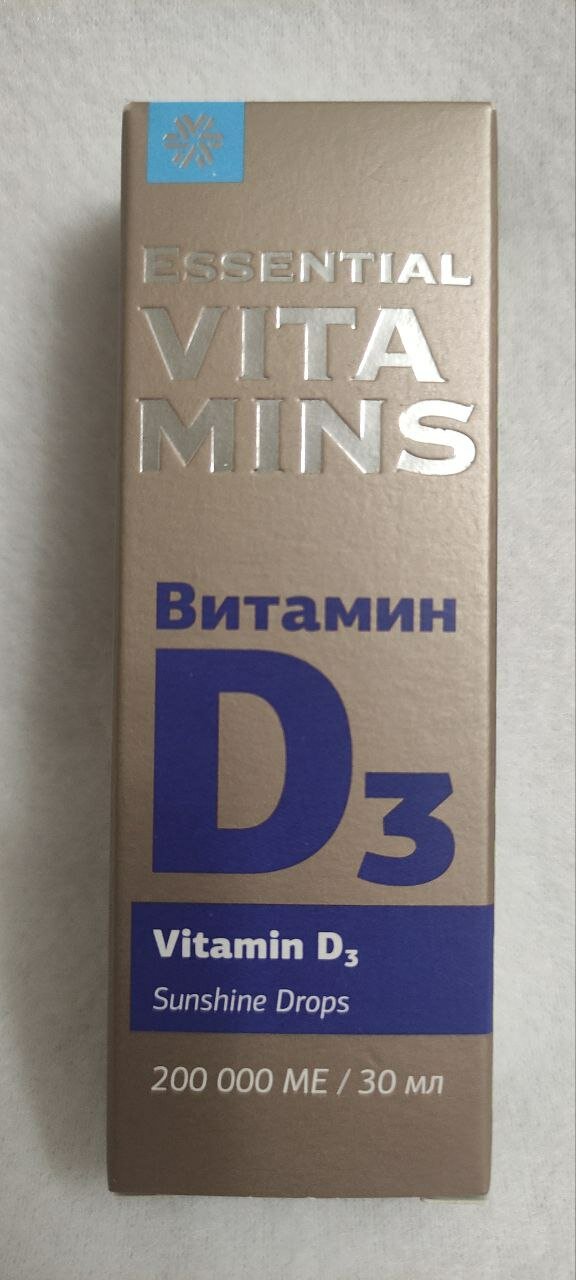 ESSENTIAL
VITA
MINS
Витамин
D3
Vitamin D₃
Sunshine Drops
200 000 МЕ / 30 мл